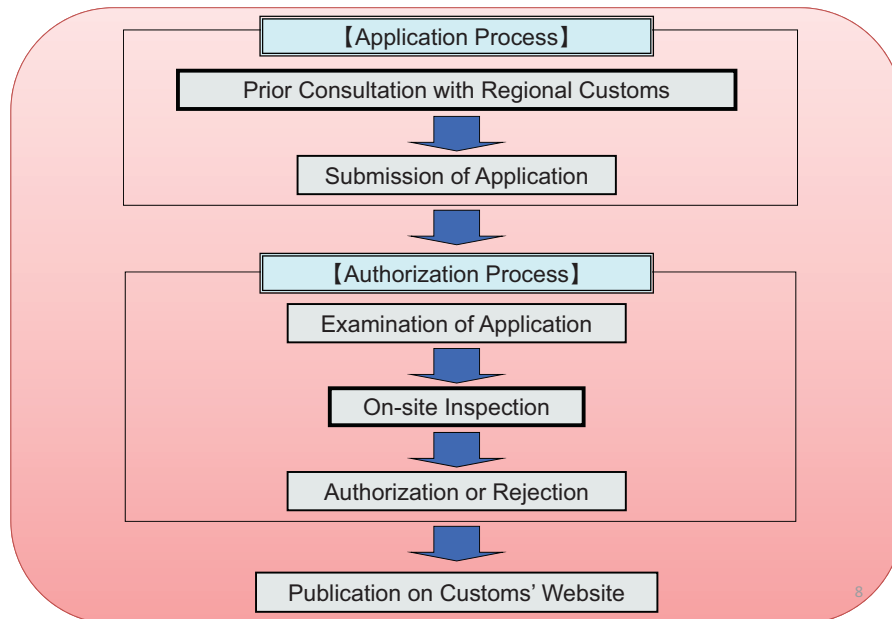 【Application Process】
Prior Consultation with Regional Customs
Submission of Application
【Authorization Process】
Examination of Application
On-site Inspection
Authorization or Rejection
Publication on Customs’ Website
8